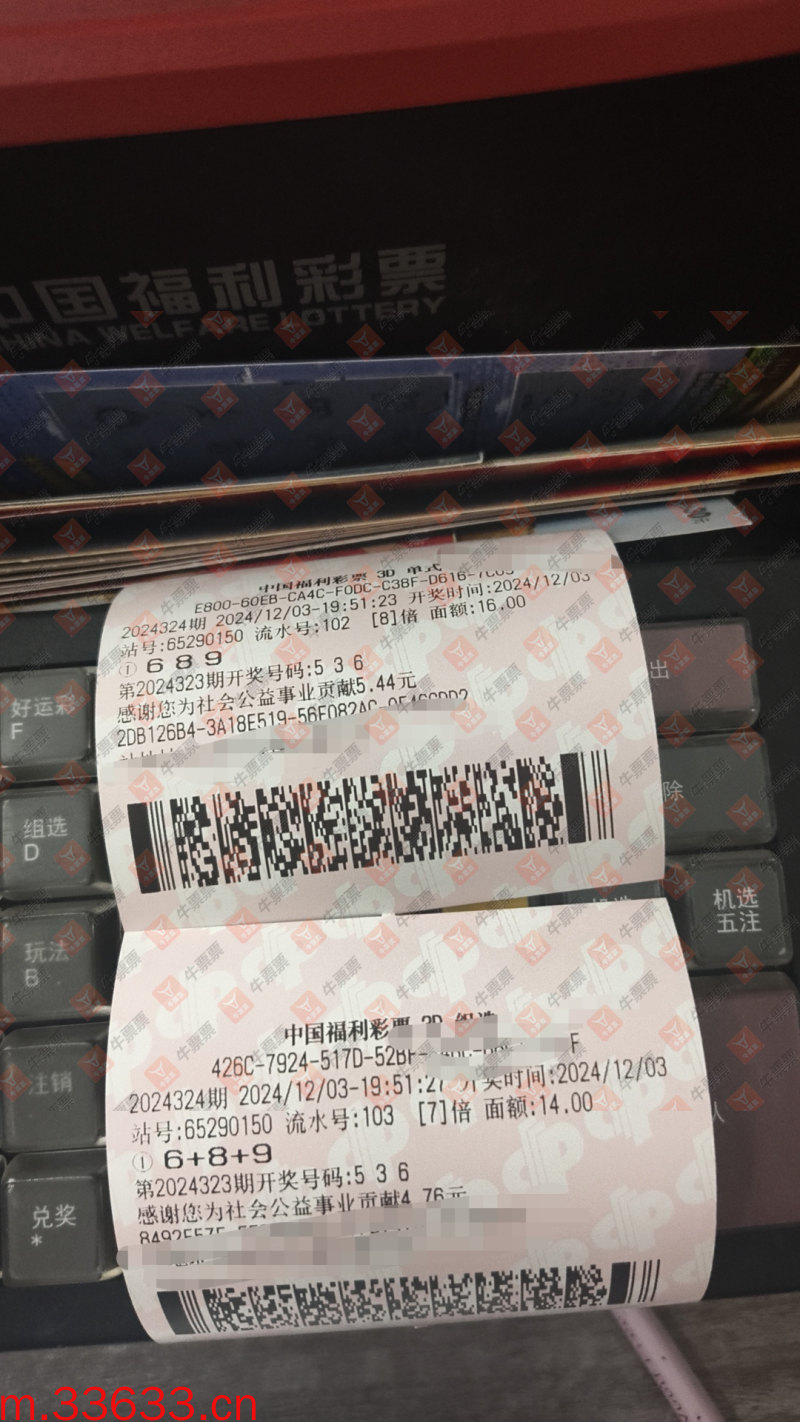 中国福利彩票
CHINA WELFARE LOTTERY
中国福利彩票 3D 单式
E800-60EB-CA4C-F0DC-C38F-D616-7C05
2024324期 2024/12/03-19:51:23 开奖时间:2024/12/03
站号:65290150 流水号:102 [8]倍 面额:16.00
① 6 8 9
第2024323期开奖号码:5 3 6
感谢您为社会公益事业贡献5.44元
2DB126B4-3A18E519-5BF082AC
出
好运彩
F
除
组选
D
机选
五注
玩法
B
中国福利彩票 3D 组选
426C-7924-517D-52BF-
F
2024324期 2024/12/03-19:51:27 开奖时间:2024/12/03
站号:65290150 流水号:103 [7]倍 面额:14.00
① 6+8+9
第2024323期开奖号码:5 3 6
感谢您为社会公益事业贡献4.76元
注销
兑奖
*
牛票票
m.33633.cn